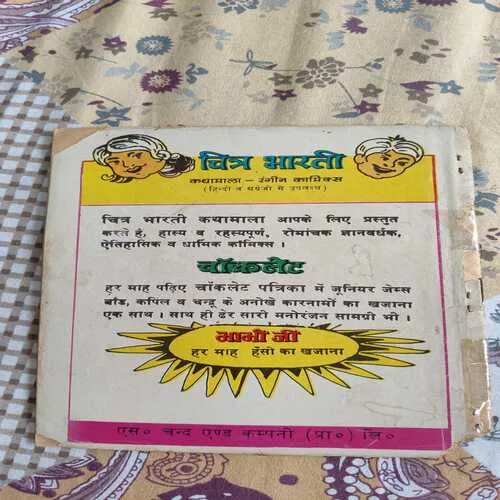 चित्र भारती
कथामाला – रंगीन कामिक्स
(हिन्दी व अंग्रेजी में उपलब्ध)
चित्र भारती कथामाला आपके लिए प्रस्तुत
करते हैं, हास्य व रहस्यपूर्ण, रोमांचक ज्ञानवर्धक,
ऐतिहासिक व धार्मिक कॉमिक्स ।
चॉकलेट
हर माह पढ़िए चॉकलेट पत्रिका में जूनियर जेम्स
बांड, कपिल व चन्दू के अनोखे कारनामों का खजाना
एक साथ । साथ ही ढेर सारी मनोरंजन सामग्री भी ।
भाभी जी
हर माह हँसी का खजाना
एस० चन्द एण्ड कम्पनी (प्रा०) लि०